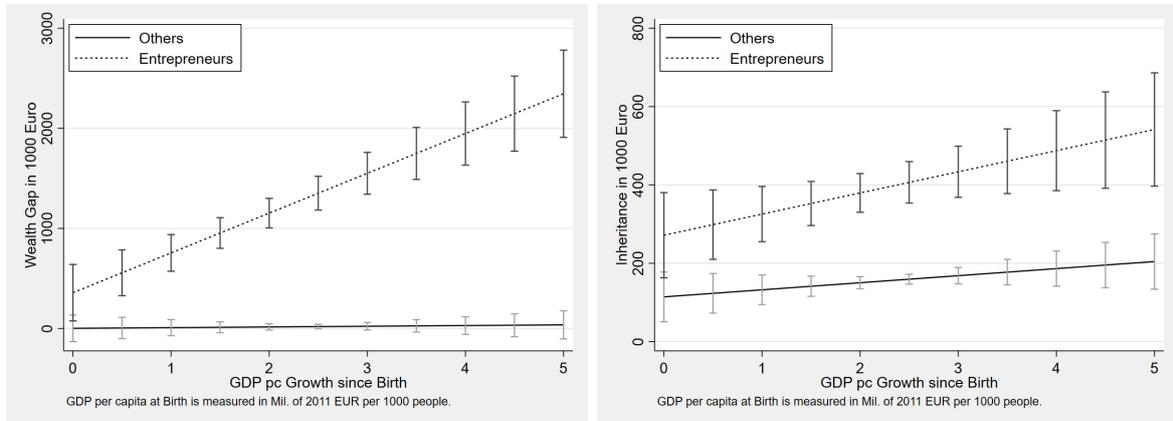 Others
Entrepreneurs
Wealth Gap in 1000 Euro
3000
2000
1000
0
0 1 2 3 4 5
GDP pc Growth since Birth
GDP per capita at Birth is measured in Mil. of 2011 EUR per 1000 people.
Others
Entrepreneurs
Inheritance in 1000 Euro
800
600
400
200
0
0 1 2 3 4 5
GDP pc Growth since Birth
GDP per capita at Birth is measured in Mil. of 2011 EUR per 1000 people.